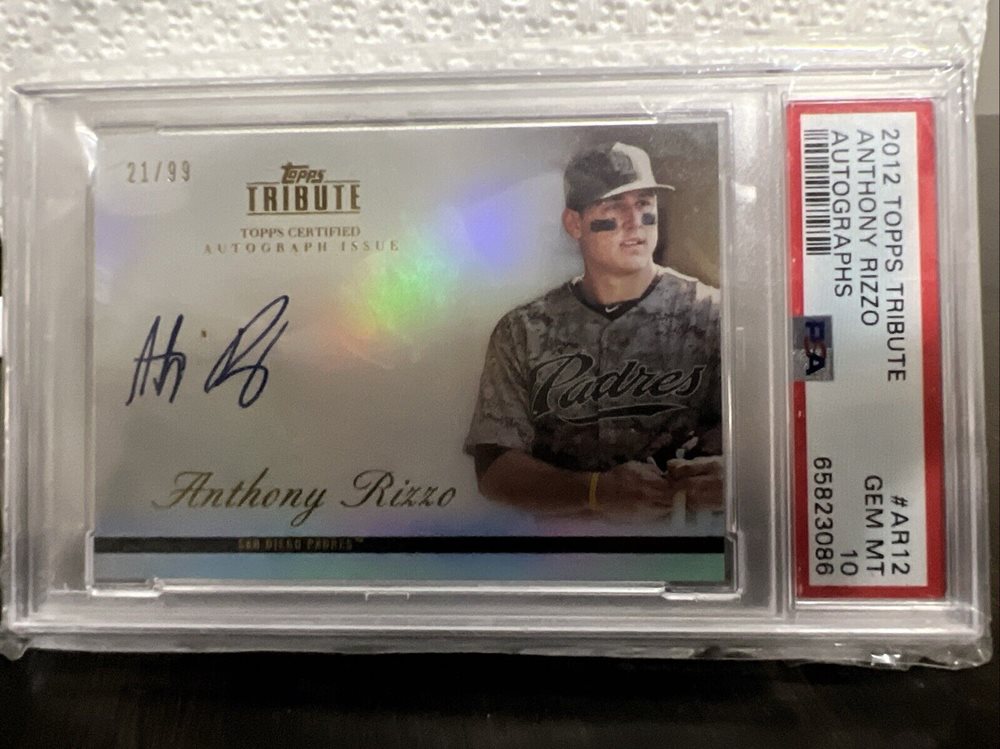 21/99
Topps
TRIBUTE
TOPPS CERTIFIED
AUTOGRAPH ISSUE
Padres
Anthony Rizzo
SAN DIEGO PADRES™
2012 TOPPS TRIBUTE
ANTHONY RIZZO
AUTOGRAPHS
PSA
#AR12
GEM MT
10
65823086